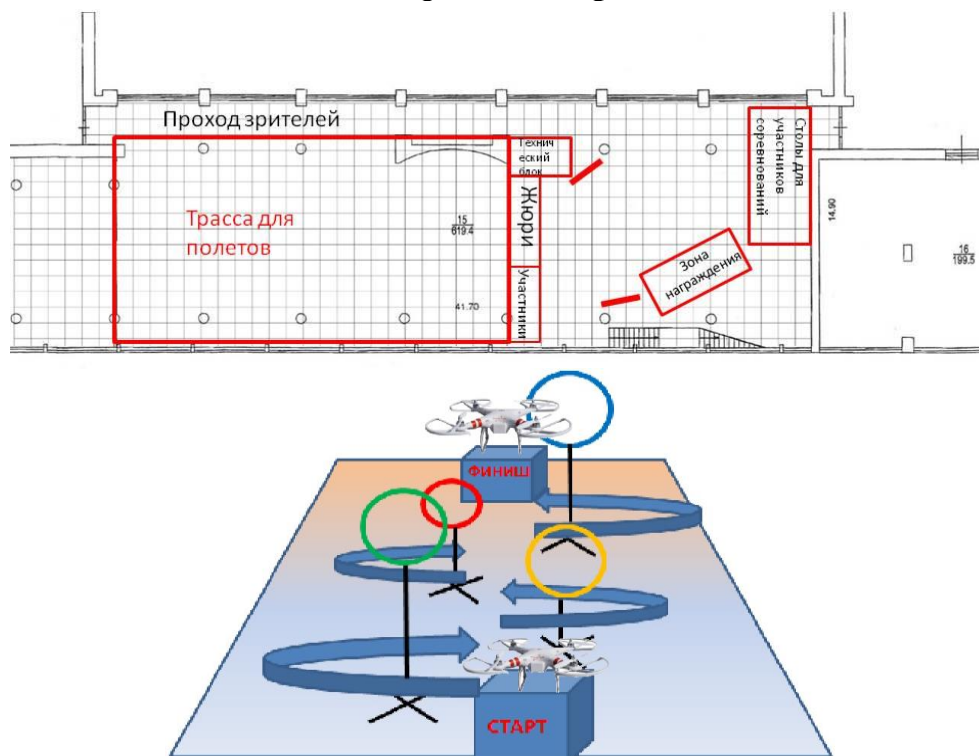 Проход зрителей
Технич
еский
блок
Столы для
участников
соревнований
Жюри
14.90
Трасса для
полетов
15
619.4
16
199.5
Зона
награждения
Участники
41.70
ФИНИШ
СТАРТ